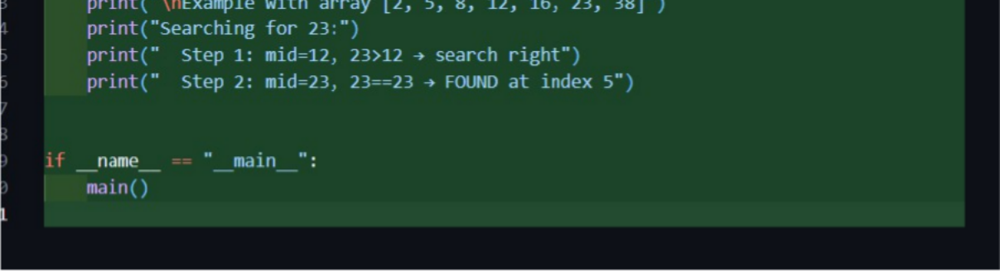 print("\nExample with array [2, 5, 8, 12, 16, 23, 38]")
print("Searching for 23:")
print("  Step 1: mid=12, 23>12 → search right")
print("  Step 2: mid=23, 23==23 → FOUND at index 5")
if __name__ == "__main__":
main()